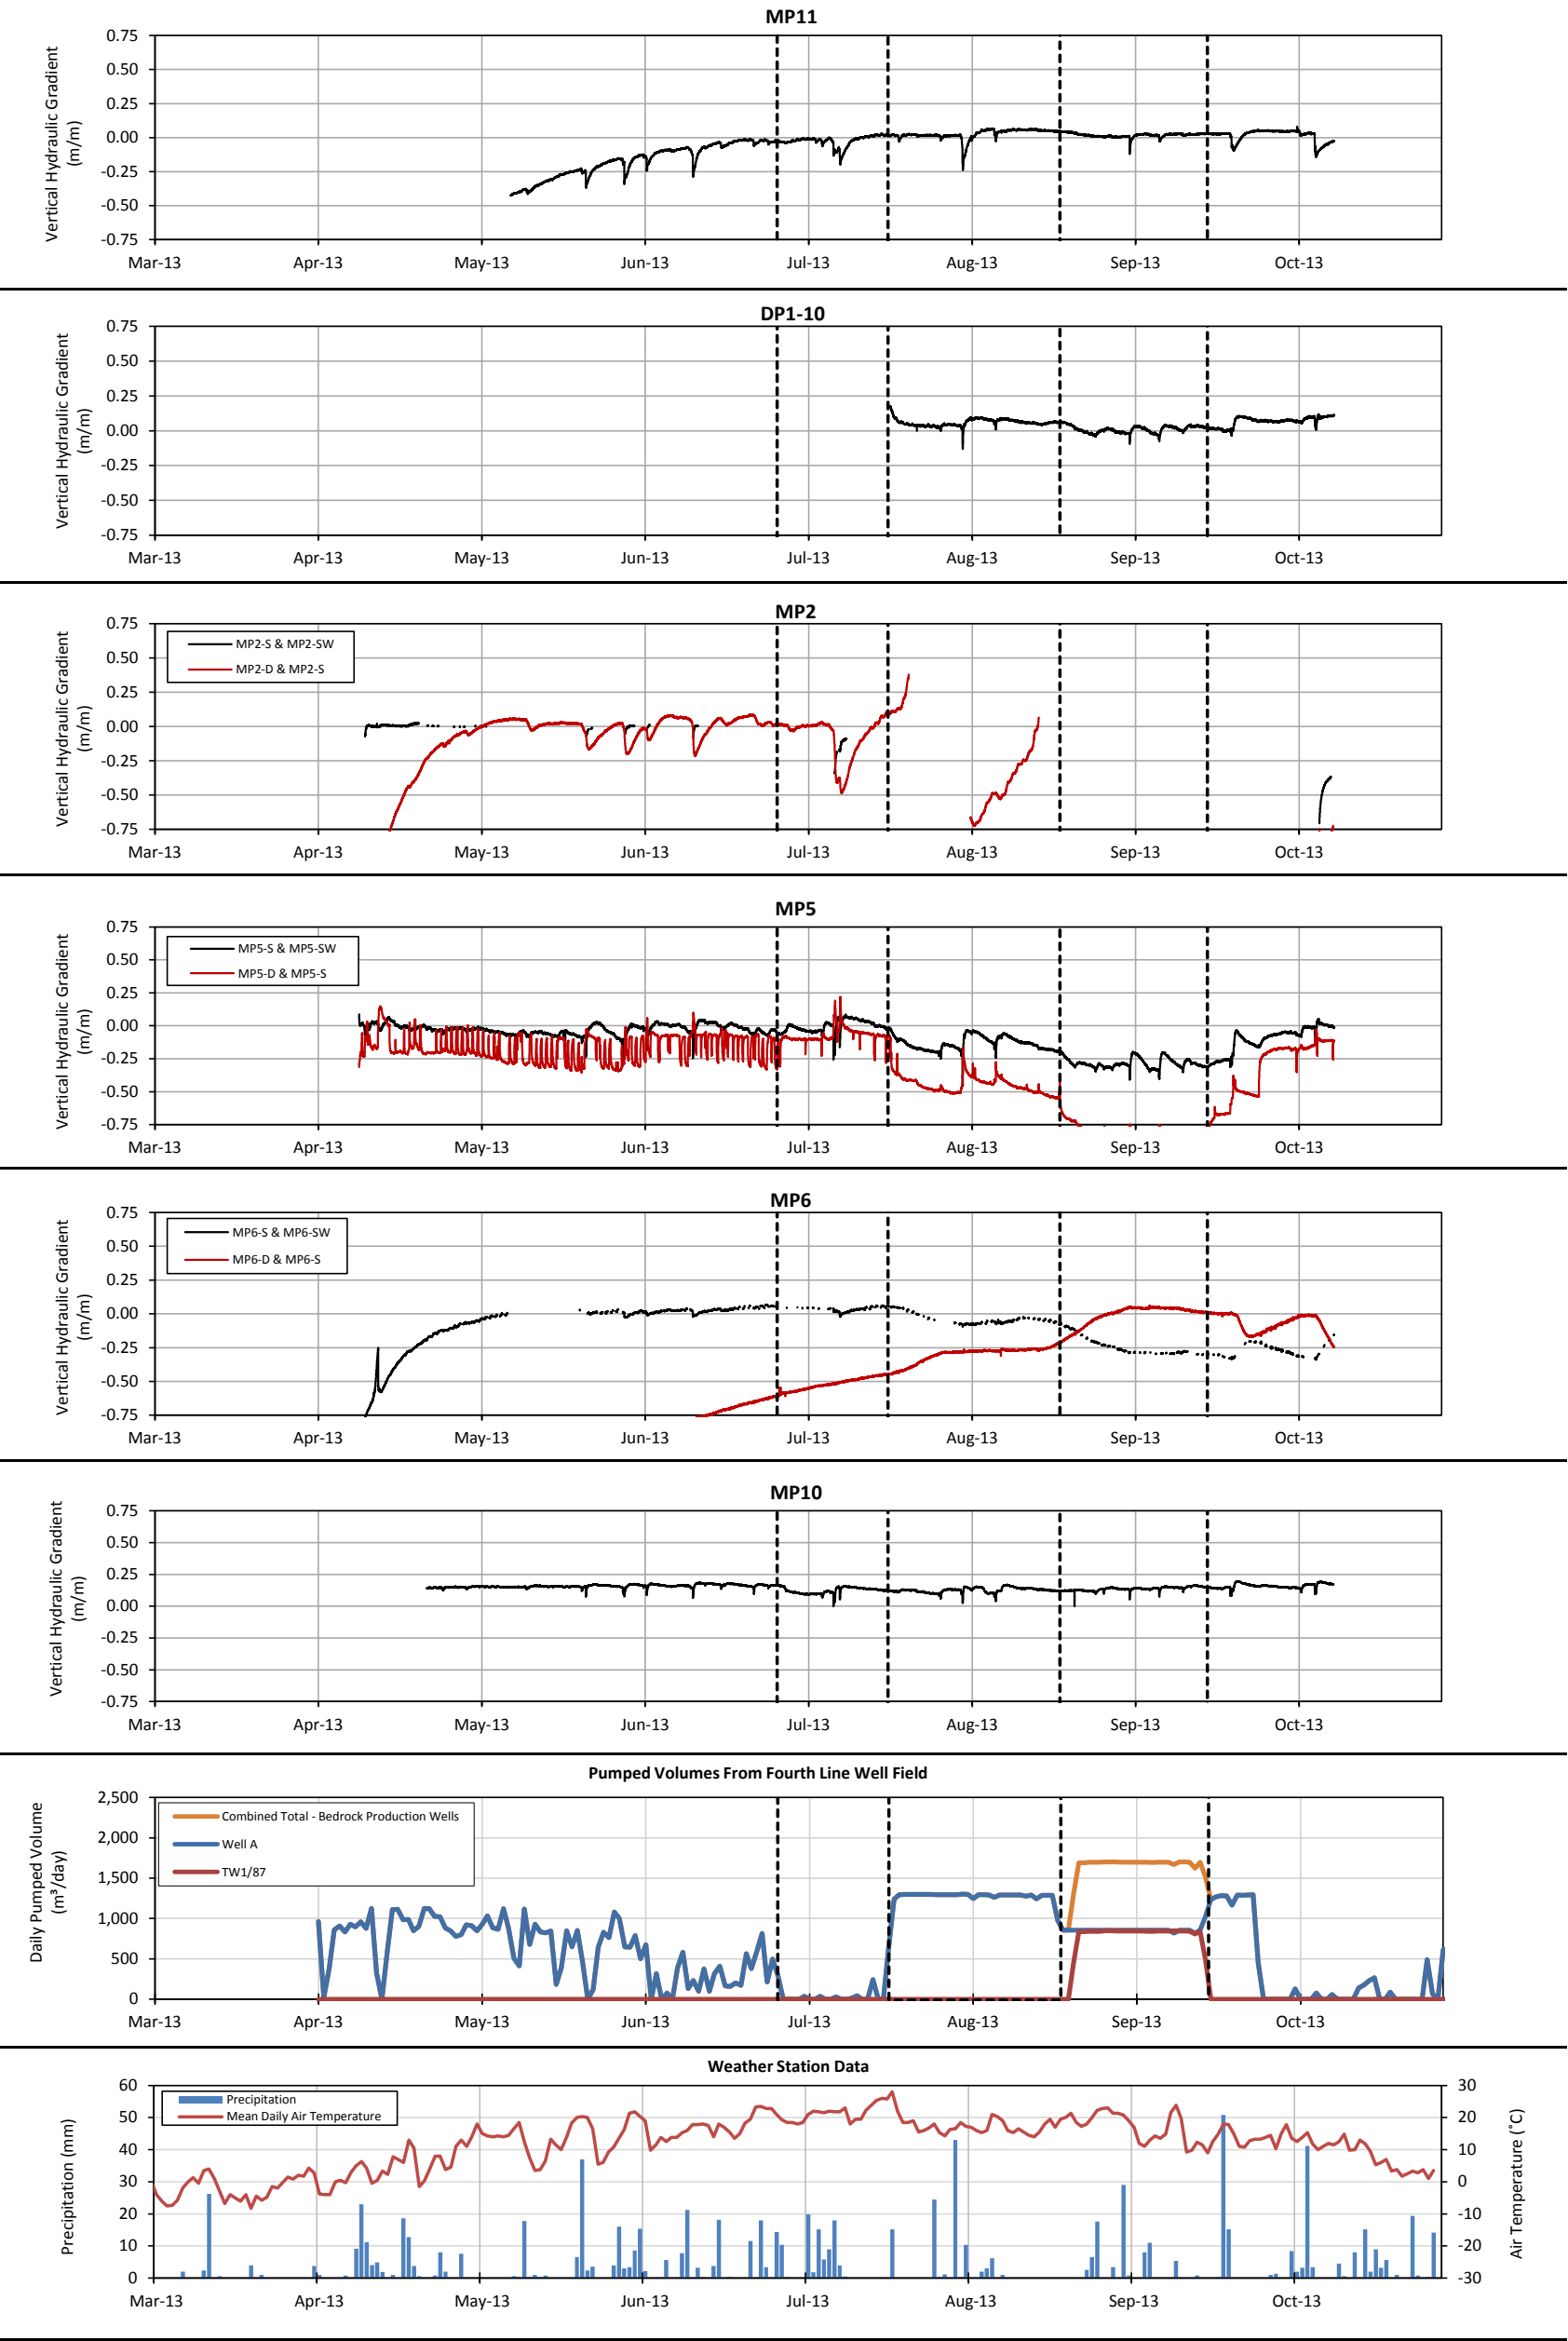 MP11
Vertical Hydraulic Gradient
(m/m)
0.75
0.50
0.25
0.00
-0.25
-0.50
-0.75
Mar-13 Apr-13 May-13 Jun-13 Jul-13 Aug-13 Sep-13 Oct-13
DP1-10
Vertical Hydraulic Gradient
(m/m)
0.75
0.50
0.25
0.00
-0.25
-0.50
-0.75
Mar-13 Apr-13 May-13 Jun-13 Jul-13 Aug-13 Sep-13 Oct-13
MP2
Vertical Hydraulic Gradient
(m/m)
0.75
0.50
0.25
0.00
-0.25
-0.50
-0.75
MP2-S & MP2-SW
MP2-D & MP2-S
Mar-13 Apr-13 May-13 Jun-13 Jul-13 Aug-13 Sep-13 Oct-13
MP5
Vertical Hydraulic Gradient
(m/m)
0.75
0.50
0.25
0.00
-0.25
-0.50
-0.75
MP5-S & MP5-SW
MP5-D & MP5-S
Mar-13 Apr-13 May-13 Jun-13 Jul-13 Aug-13 Sep-13 Oct-13
MP6
Vertical Hydraulic Gradient
(m/m)
0.75
0.50
0.25
0.00
-0.25
-0.50
-0.75
MP6-S & MP6-SW
MP6-D & MP6-S
Mar-13 Apr-13 May-13 Jun-13 Jul-13 Aug-13 Sep-13 Oct-13
MP10
Vertical Hydraulic Gradient
(m/m)
0.75
0.50
0.25
0.00
-0.25
-0.50
-0.75
Mar-13 Apr-13 May-13 Jun-13 Jul-13 Aug-13 Sep-13 Oct-13
Pumped Volumes From Fourth Line Well Field
Daily Pumped Volume
(m³/day)
2,500
2,000
1,500
1,000
500
0
Combined Total - Bedrock Production Wells
Well A
TW1/87
Mar-13 Apr-13 May-13 Jun-13 Jul-13 Aug-13 Sep-13 Oct-13
Weather Station Data
Precipitation (mm)
60
50
40
30
20
10
0
Precipitation
Mean Daily Air Temperature
30
20
10
0
-10
-20
-30
Air Temperature (˚C)
Mar-13 Apr-13 May-13 Jun-13 Jul-13 Aug-13 Sep-13 Oct-13